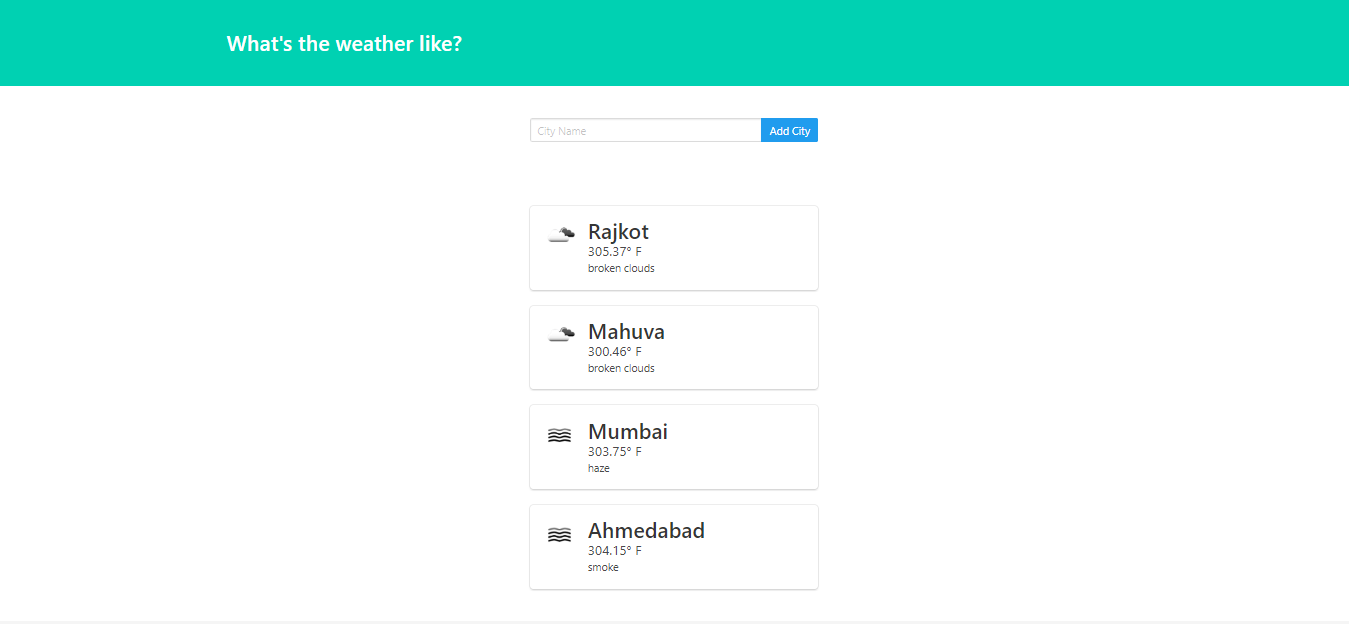 What's the weather like?
City Name
Add City
Rajkot
305.37° F
broken clouds
Mahuva
300.46° F
broken clouds
Mumbai
303.75° F
haze
Ahmedabad
304.15° F
smoke